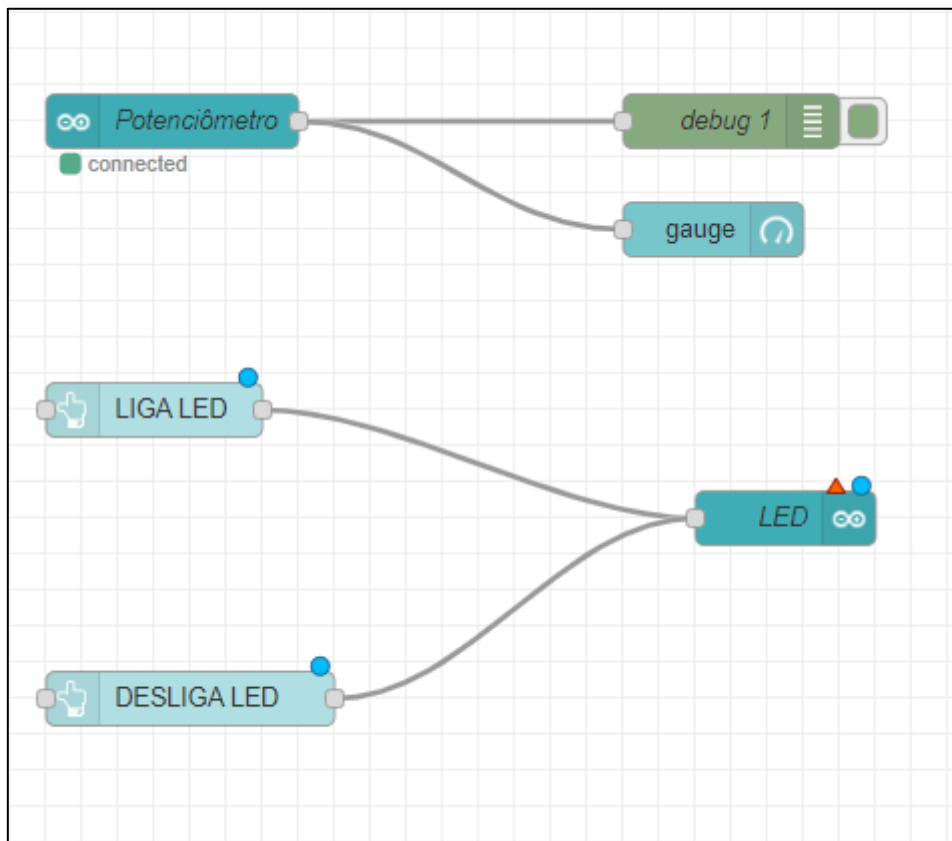 Potenciômetro
debug 1
connected
gauge
LIGA LED
LED
DESLIGA LED